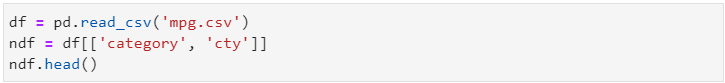 df = pd.read_csv('mpg.csv')
ndf = df[['category', 'cty']]
ndf.head()